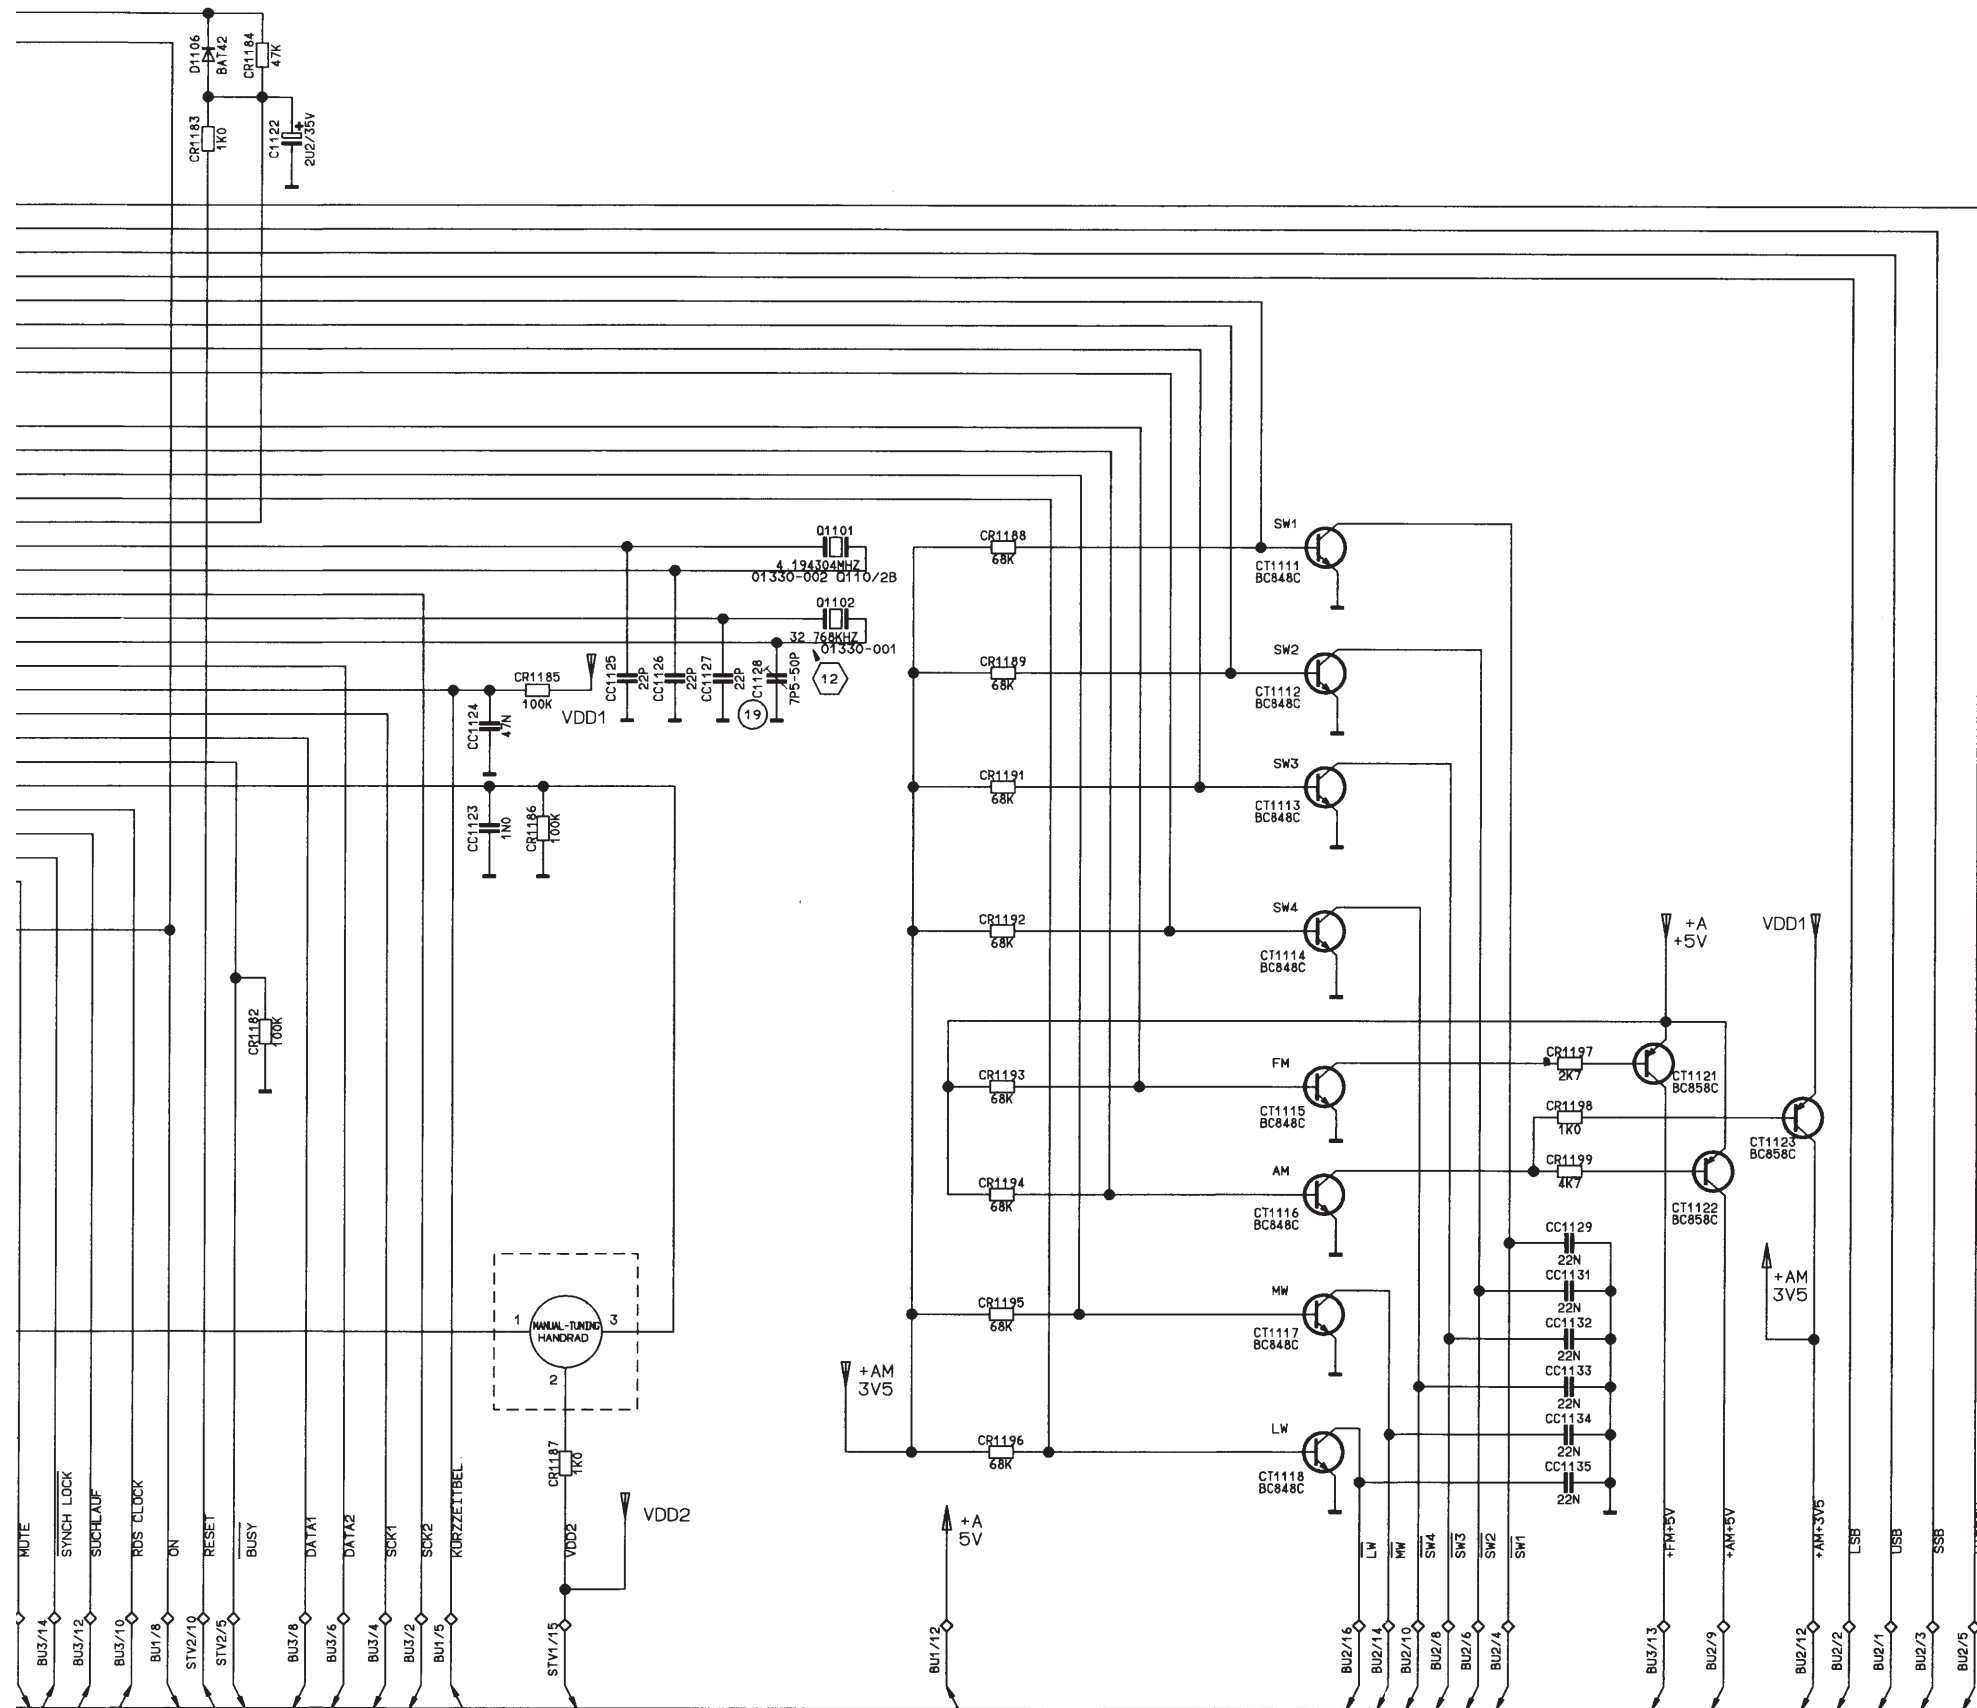 D1106
BAT42
CR1184
47K
CR1183
1K0
C1122
2U2/35V
+
Q1101
4.194304MHZ
01330-002 Q110/2B
Q1102
32.768KHZ
01330-001
12
19
CC1125
22P
CC1126
22P
CC1127
22P
C1128
7P5-50P
CR1185
100K
VDD1
CC1124
47N
CC1123
1N0
CR1186
100K
CR1182
100K
CR1188
68K
SW1
CT1111
BC848C
CR1189
68K
SW2
CT1112
BC848C
CR1191
68K
SW3
CT1113
BC848C
CR1192
68K
SW4
CT1114
BC848C
+A
+5V
VDD1
CR1193
68K
FM
CT1115
BC848C
CR1197
2K7
CT1121
BC858C
CR1198
1K0
CT1123
BC858C
CR1194
68K
AM
CT1116
BC848C
CR1199
4K7
CT1122
BC858C
CC1129
22N
CC1131
22N
CC1132
22N
CC1133
22N
CC1134
22N
CC1135
22N
+AM
3V5
CR1195
68K
MW
CT1117
BC848C
1
MANUAL-TUNING
HANDRAD
3
2
+AM
3V5
CR1196
68K
LW
CT1118
BC848C
CR1187
1K0
VDD2
VDD2
+A
5V
MUTE
SYNCH LOCK
SUCHLAUF
RDS CLOCK
ON
RESET
BUSY
DATA1
DATA2
SCK1
SCK2
KURZZEITBEL
LW
MW
SW4
SW3
SW2
SW1
+FM+5V
+AM+5V
+AM+3V5
LSB
USB
SSB
BU3/14
BU3/12
BU3/10
BU1/8
STV2/10
STV2/5
BU3/8
BU3/6
BU3/4
BU3/2
BU1/5
STV1/15
BU1/12
BU2/16
BU2/14
BU2/10
BU2/8
BU2/6
BU2/4
BU3/13
BU2/9
BU2/12
BU2/2
BU2/1
BU2/3
BU2/5